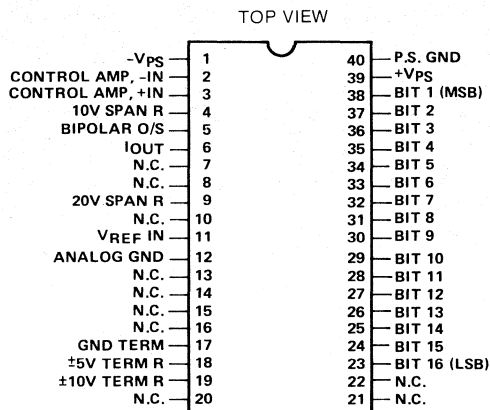 TOP VIEW
-VPS 1 40 P.S. GND
CONTROL AMP, -IN 2 39 +VPS
CONTROL AMP, +IN 3 38 BIT 1 (MSB)
10V SPAN R 4 37 BIT 2
BIPOLAR O/S 5 36 BIT 3
IOUT 6 35 BIT 4
N.C. 7 34 BIT 5
N.C. 8 33 BIT 6
20V SPAN R 9 32 BIT 7
N.C. 10 31 BIT 8
VREF IN 11 30 BIT 9
ANALOG GND 12 29 BIT 10
N.C. 13 28 BIT 11
N.C. 14 27 BIT 12
N.C. 15 26 BIT 13
N.C. 16 25 BIT 14
GND TERM 17 24 BIT 15
±5V TERM R 18 23 BIT 16 (LSB)
±10V TERM R 19 22 N.C.
N.C. 20 21 N.C.